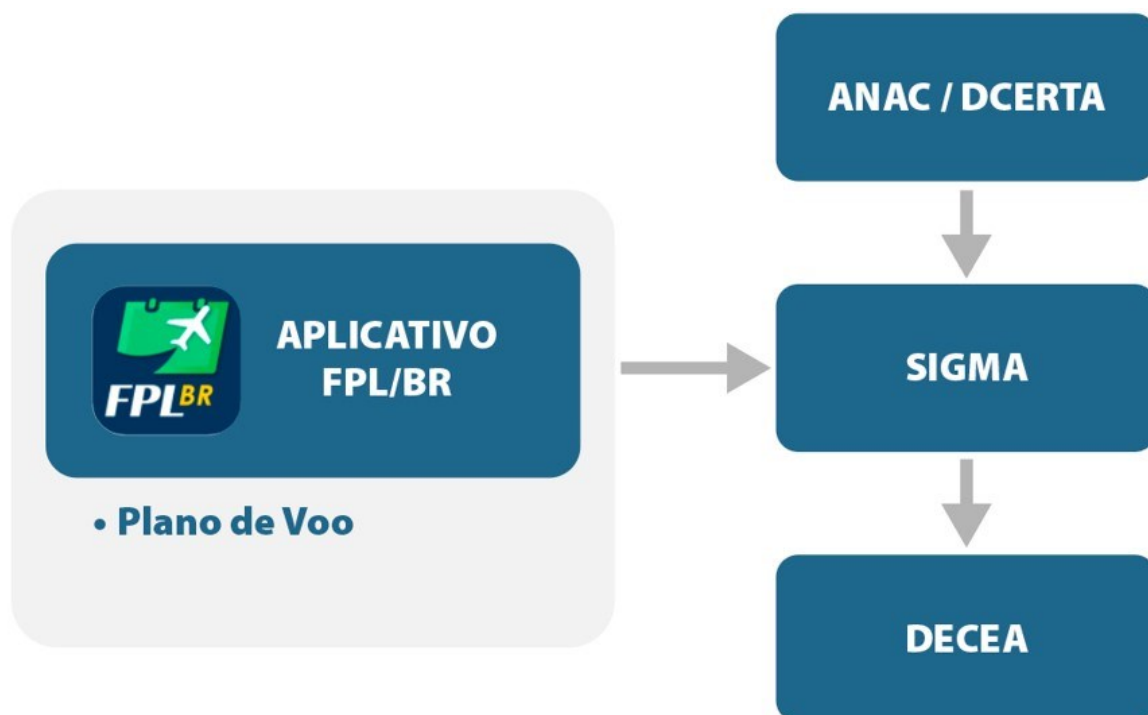 ANAC / DCERTA
FPLBR
APLICATIVO
FPL/BR
SIGMA
• Plano de Voo
DECEA